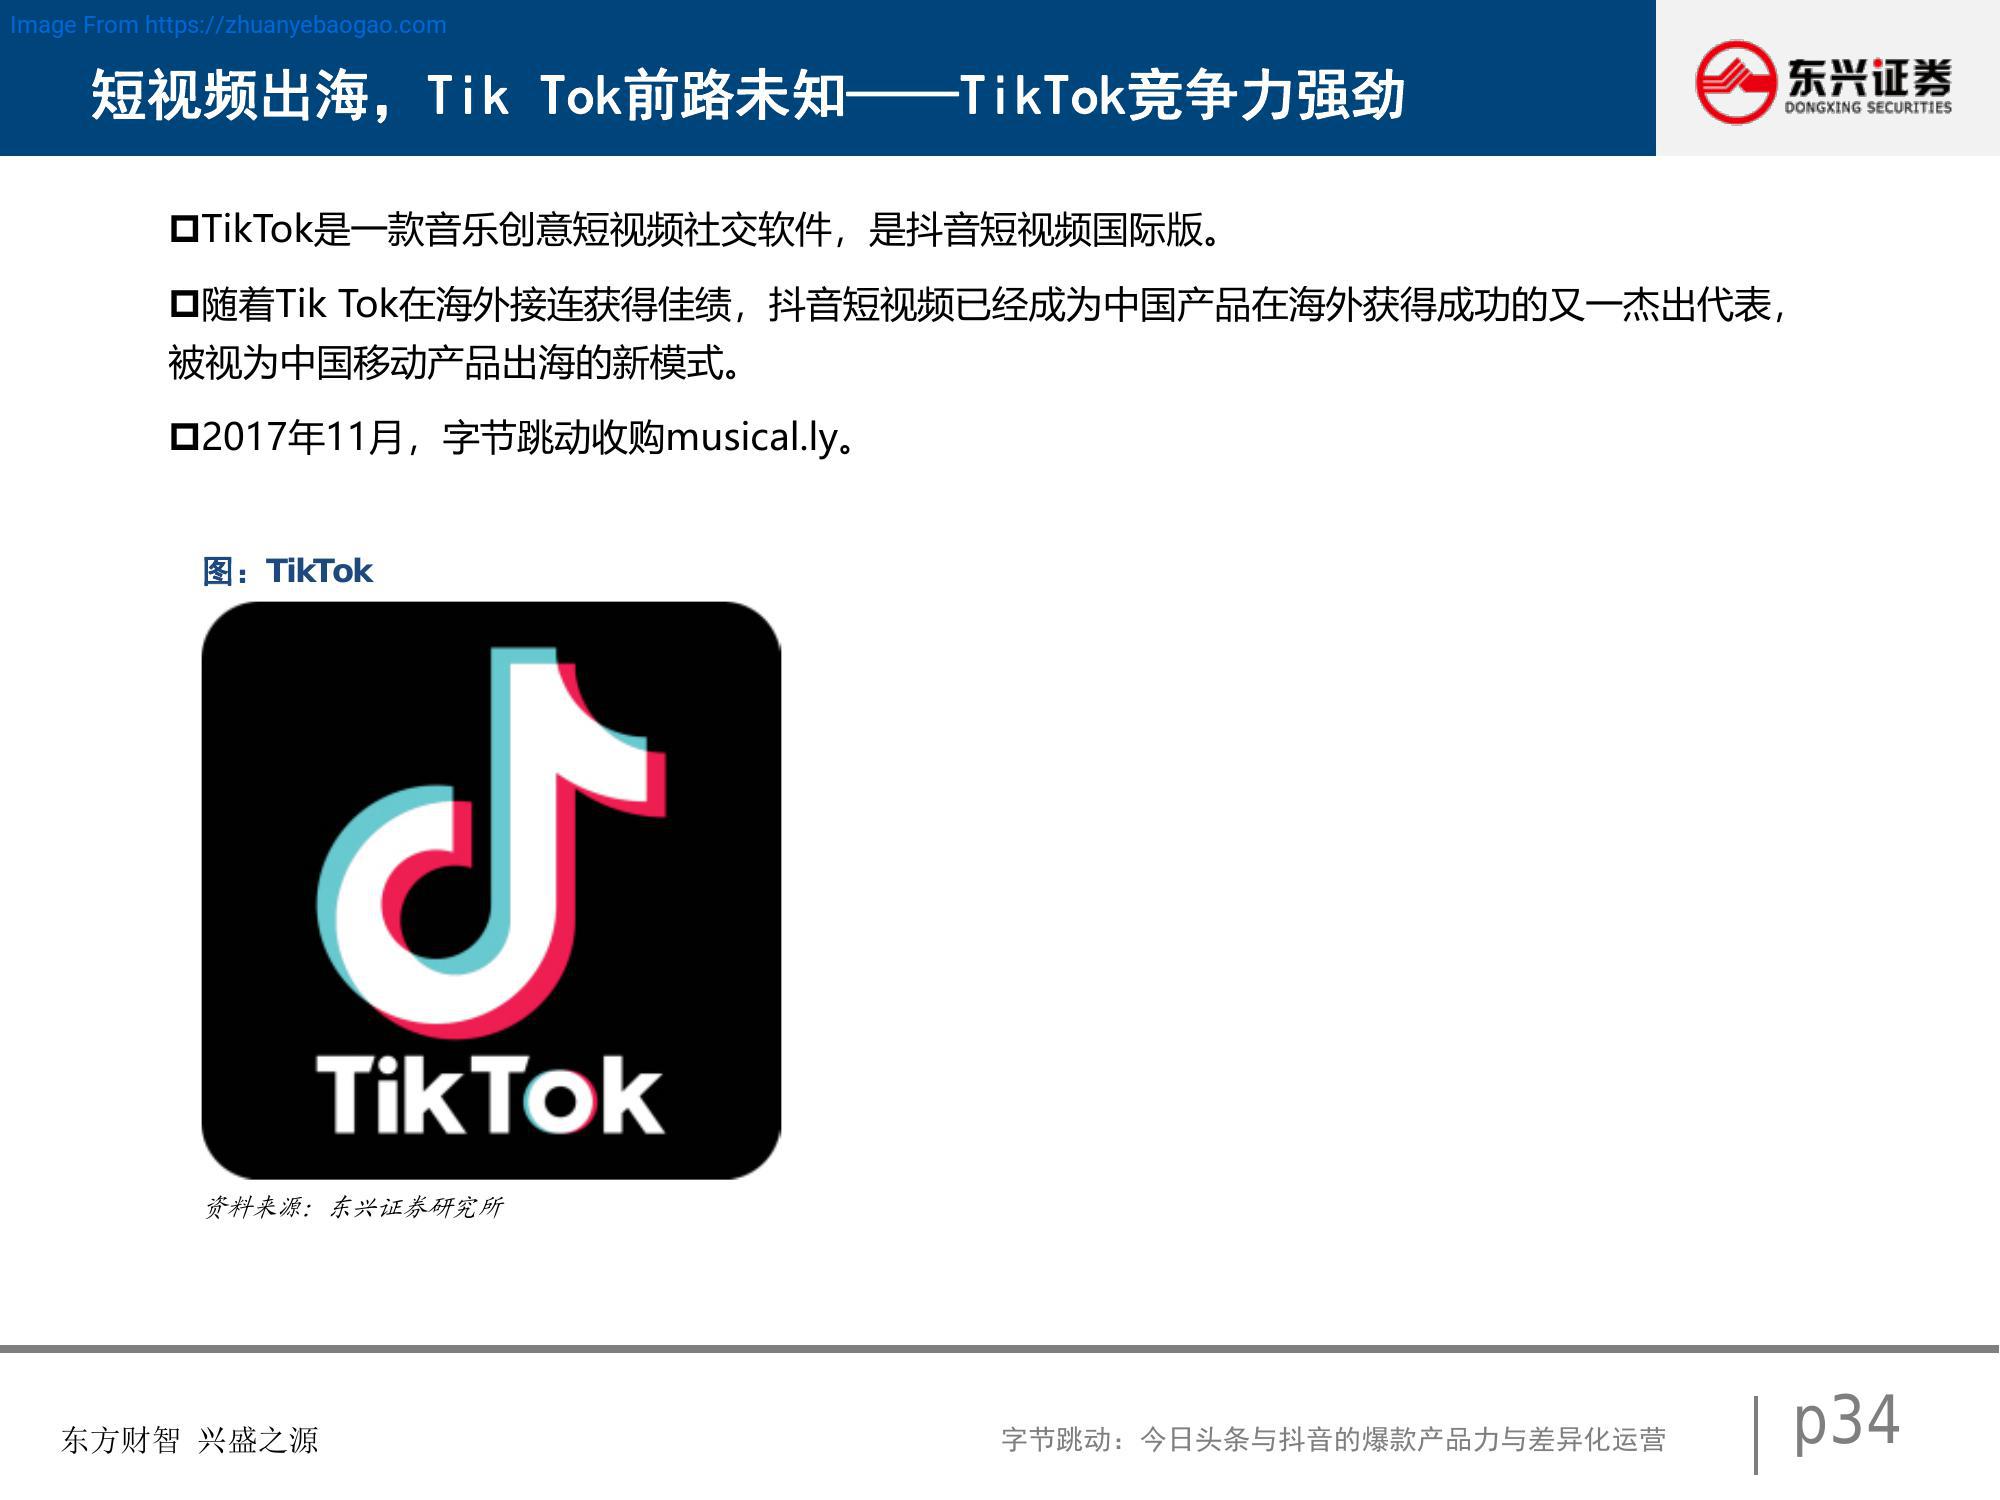 Image From https://zhuanyebaogao.com
短视频出海，Tik Tok前路未知——TikTok竞争力强劲
东兴证券
DONGXING SECURITIES
TikTok是一款音乐创意短视频社交软件，是抖音短视频国际版。
随着Tik Tok在海外接连获得佳绩，抖音短视频已经成为中国产品在海外获得成功的又一杰出代表，
被视为中国移动产品出海的新模式。
2017年11月，字节跳动收购musical.ly。
图：TikTok
TikTok
资料来源：东兴证券研究所
东方财智 兴盛之源
字节跳动：今日头条与抖音的爆款产品力与差异化运营
p34